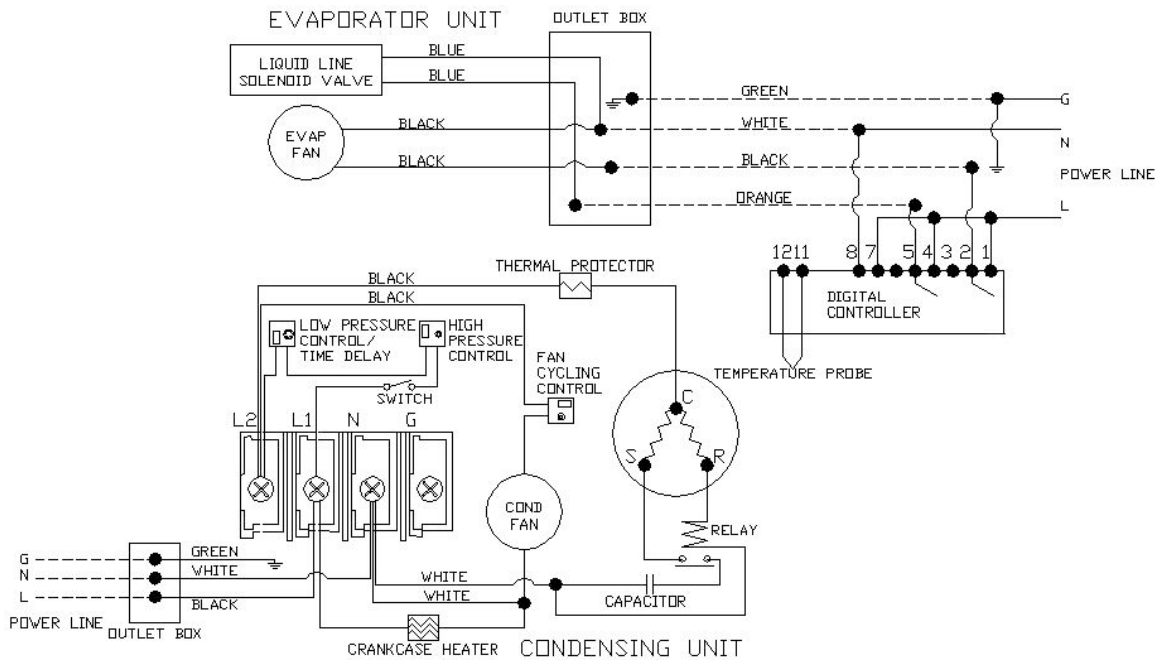 EVAPORATOR UNIT
OUTLET BOX
LIQUID LINE
SOLENOID VALVE
BLUE
BLUE
EVAP
FAN
BLACK
BLACK
GREEN
WHITE
BLACK
ORANGE
G
N
POWER LINE
L
12 11 8 7 5 4 3 2 1
DIGITAL
CONTROLLER
TEMPERATURE PROBE
THERMAL PROTECTOR
BLACK
BLACK
LOW PRESSURE
CONTROL/
TIME DELAY
HIGH
PRESSURE
CONTROL
SWITCH
FAN
CYCLING
CONTROL
L2 L1 N G
C
S
R
COND
FAN
RELAY
G
N
L
GREEN
WHITE
BLACK
POWER LINE
OUTLET BOX
WHITE
WHITE
CAPACITOR
CRANKCASE HEATER
CONDENSING UNIT